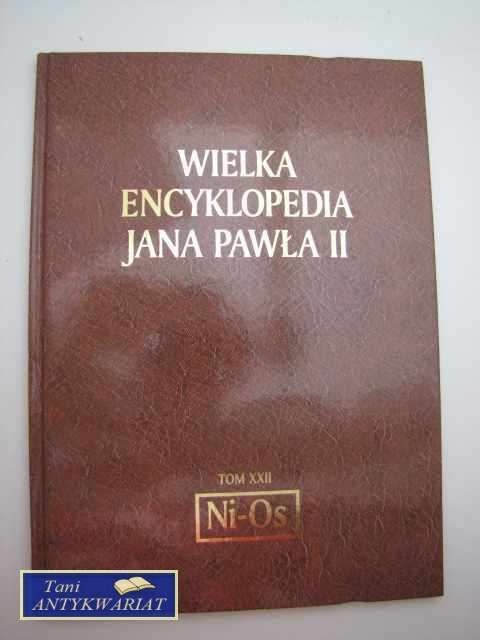 WIELKA
ENCYKLOPEDIA
JANA PAWŁA II
TOM XXII
Ni-Os
Tani
ANTYKWARIAT